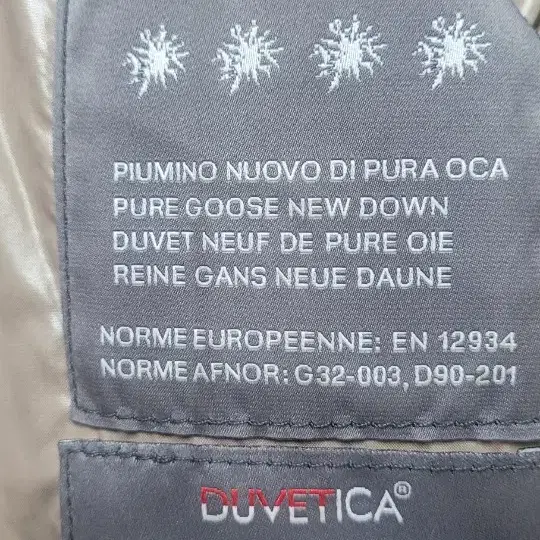 PIUMINO NUOVO DI PURA OCA
PURE GOOSE NEW DOWN
DUVET NEUF DE PURE OIE
REINE GANS NEUE DAUNE
NORME EUROPEENNE: EN 12934
NORME AFNOR: G32-003, D90-201
DUVETICA®